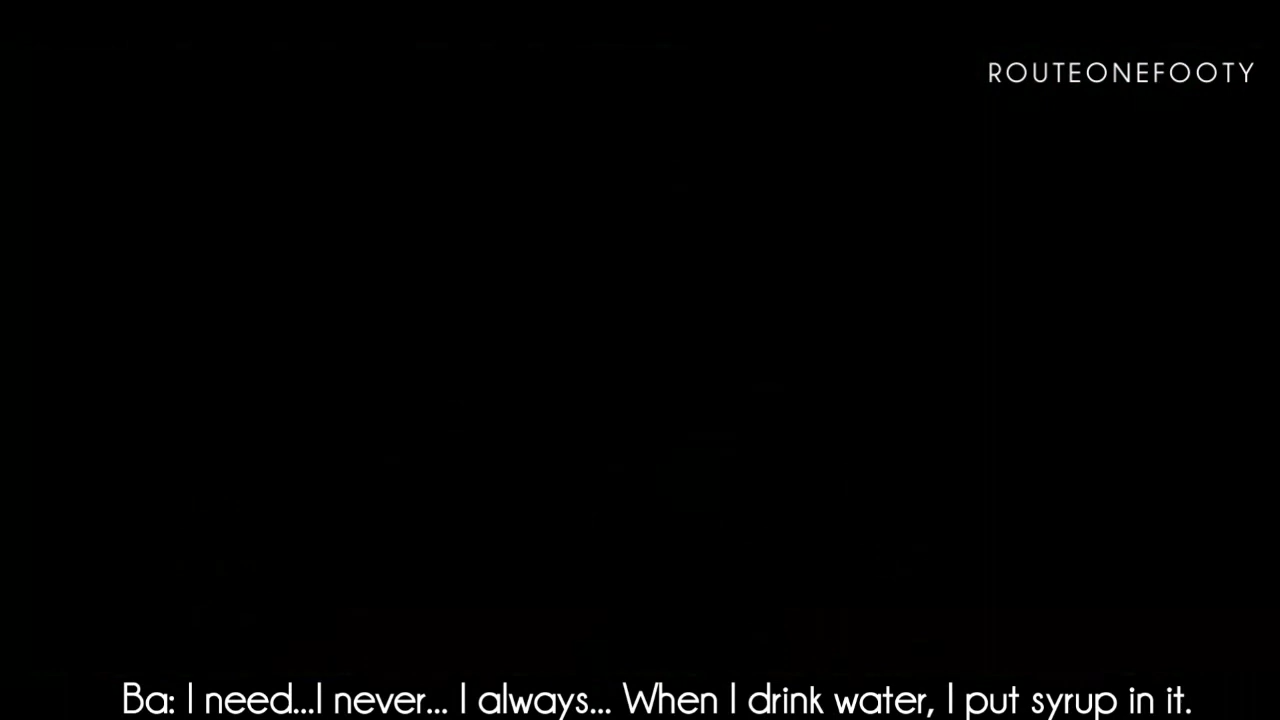 ROUTEONEFOOTY
Ba: I need...I never... I always... When I drink water, I put syrup in it.